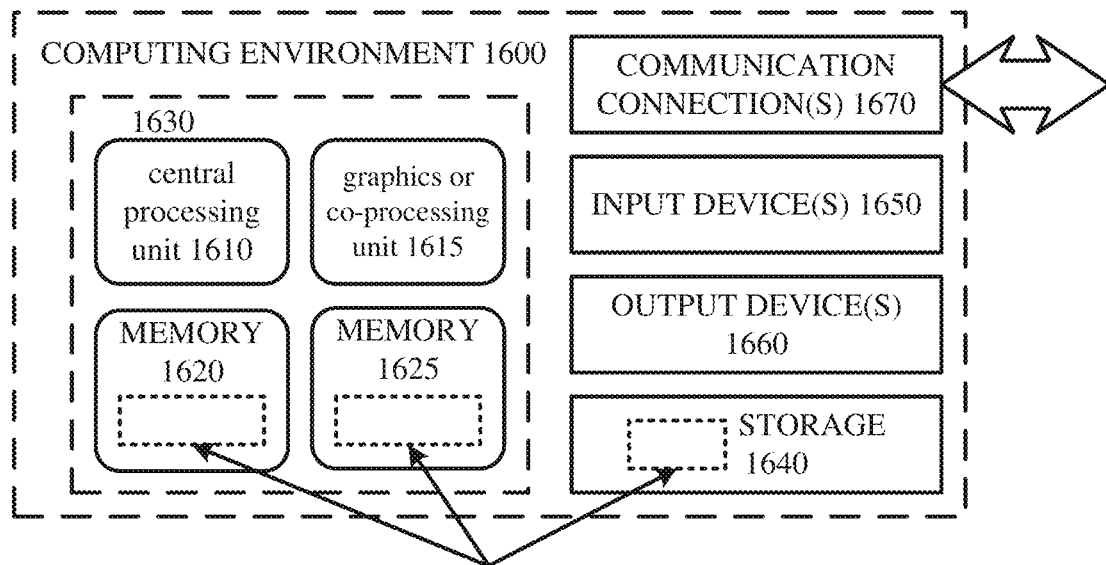 COMPUTING ENVIRONMENT 1600
1630
central
processing
unit 1610
graphics or
co-processing
unit 1615
MEMORY
1620
MEMORY
1625
COMMUNICATION
CONNECTION(S) 1670
INPUT DEVICE(S) 1650
OUTPUT DEVICE(S)
1660
STORAGE
1640